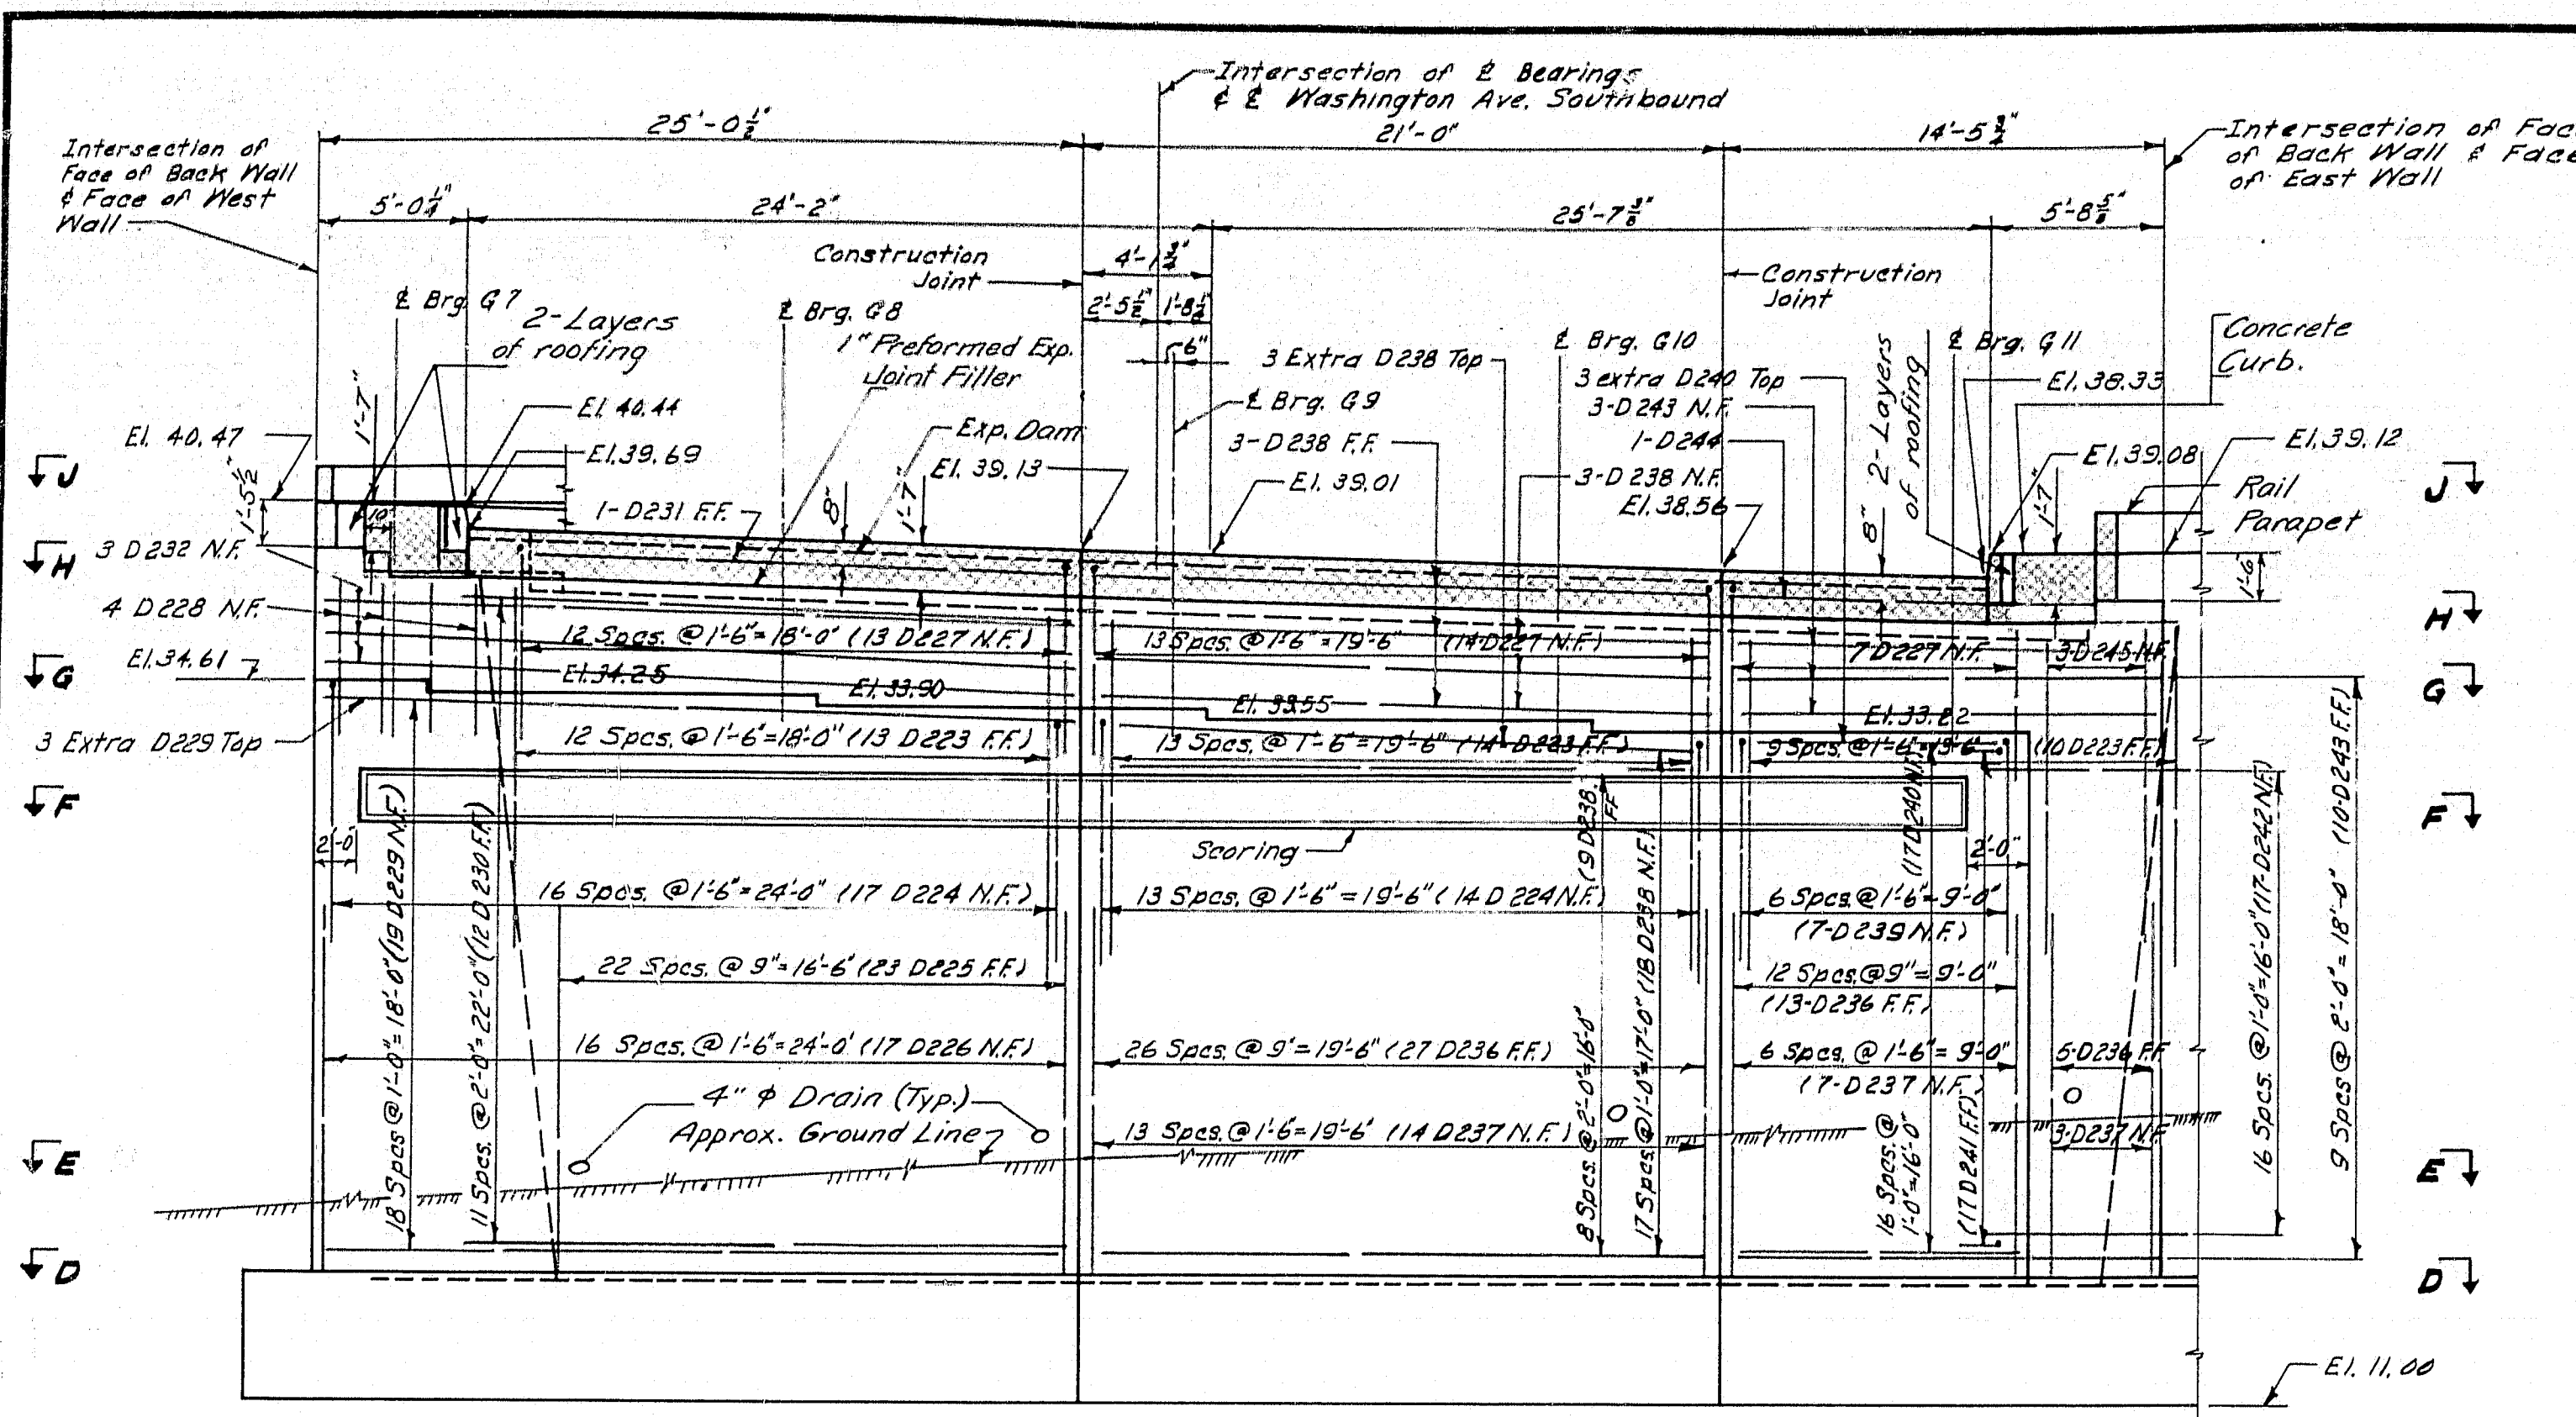 Intersection of ℄ Bearings
& ℄ Washington Ave. Southbound
25'-0½"
21'-0"
14'-5¾"
Intersection of
Face of Back Wall
& Face of West
Wall
Intersection of Fac
of Back Wall & Face
of East Wall
5'-0¼"
24'-2"
25'-7⅜"
5'-8⅝"
Construction
Joint
4'-1¾"
2'-5½"
6"
Construction
Joint
℄ Brg. G7
2-Layers
of roofing
℄ Brg. G8
1" Preformed Exp.
Joint Filler
3 Extra D238 Top
℄ Brg. G9
℄ Brg. G10
3 extra D240 Top
3-D243 N.F.
1-D244
8"
2-Layers
of roofing
℄ Brg. G11
El. 38.33
Concrete
Curb.
1'-7"
El. 40.44
El. 39.69
El. 40.47
Exp. Dam
El. 39.13
3-D238 F.F.
El. 39.01
3-D238 N.F.
El. 38.56
El. 39.08
El. 39.12
Rail
Parapet
J
J
1'-5½"
10"
1-D231 F.F.
8"
1'-7"
1'-7"
1'-6"
H
3 D232 N.F.
H
4 D228 N.F.
12 Spcs. @ 1'-6" = 18'-0" (13 D227 N.F.)
13 Spcs. @ 1'-6" = 19'-6" (14-D227 N.F.)
7 D227 N.F.
3-D245 N.F.
G
El. 34.61
El. 34.25
El. 33.90
El. 33.55
El. 33.22
G
3 Extra D229 Top
12 Spcs. @ 1'-6" = 18'-0" (13 D223 F.F.)
13 Spcs. @ 1'-6" = 19'-6" (14-D223 F.F.)
9 Spcs. @ 1'-6" = 13'-6" (10 D223 F.F.)
F
F
2'-0"
Scoring
2'-0"
18 Spcs @ 1'-0" = 18'-0" (19 D229 N.F.)
11 Spcs. @ 2'-0" = 22'-0" (12 D230 F.F.)
8 Spcs. @ 2'-0" = 16'-0" (9 D238 F.F.
17 Spcs. @ 1'-0" = 17'-0" (18 D238 N.F.)
16 Spcs. @
1'-0" = 16'-0"
(17 D240 N.F.)
(17 D241 F.F.)
16 Spcs. @ 1'-0" = 16'-0" (17-D242 N.F.)
9 Spcs @ 2'-0" = 18'-0" (10-D243 F.F.)
16 Spcs. @ 1'-6" = 24'-0" (17 D224 N.F.)
13 Spcs. @ 1'-6" = 19'-6" (14 D224 N.F.)
6 Spcs. @ 1'-6" = 9'-0"
(7-D239 N.F.)
22 Spcs. @ 9" = 16'-6" (23 D225 F.F.)
12 Spcs. @ 9" = 9'-0"
(13-D236 F.F.)
16 Spcs. @ 1'-6" = 24'-0" (17 D226 N.F.)
26 Spcs. @ 9" = 19'-6" (27 D236 F.F.)
6 Spcs. @ 1'-6" = 9'-0"
(7-D237 N.F.)
5-D236 F.F.
4" ϕ Drain (Typ.)
Approx. Ground Line
13 Spcs. @ 1'-6" = 19'-6" (14 D237 N.F.)
3-D237 N.F.
E
E
D
D
El. 11.00